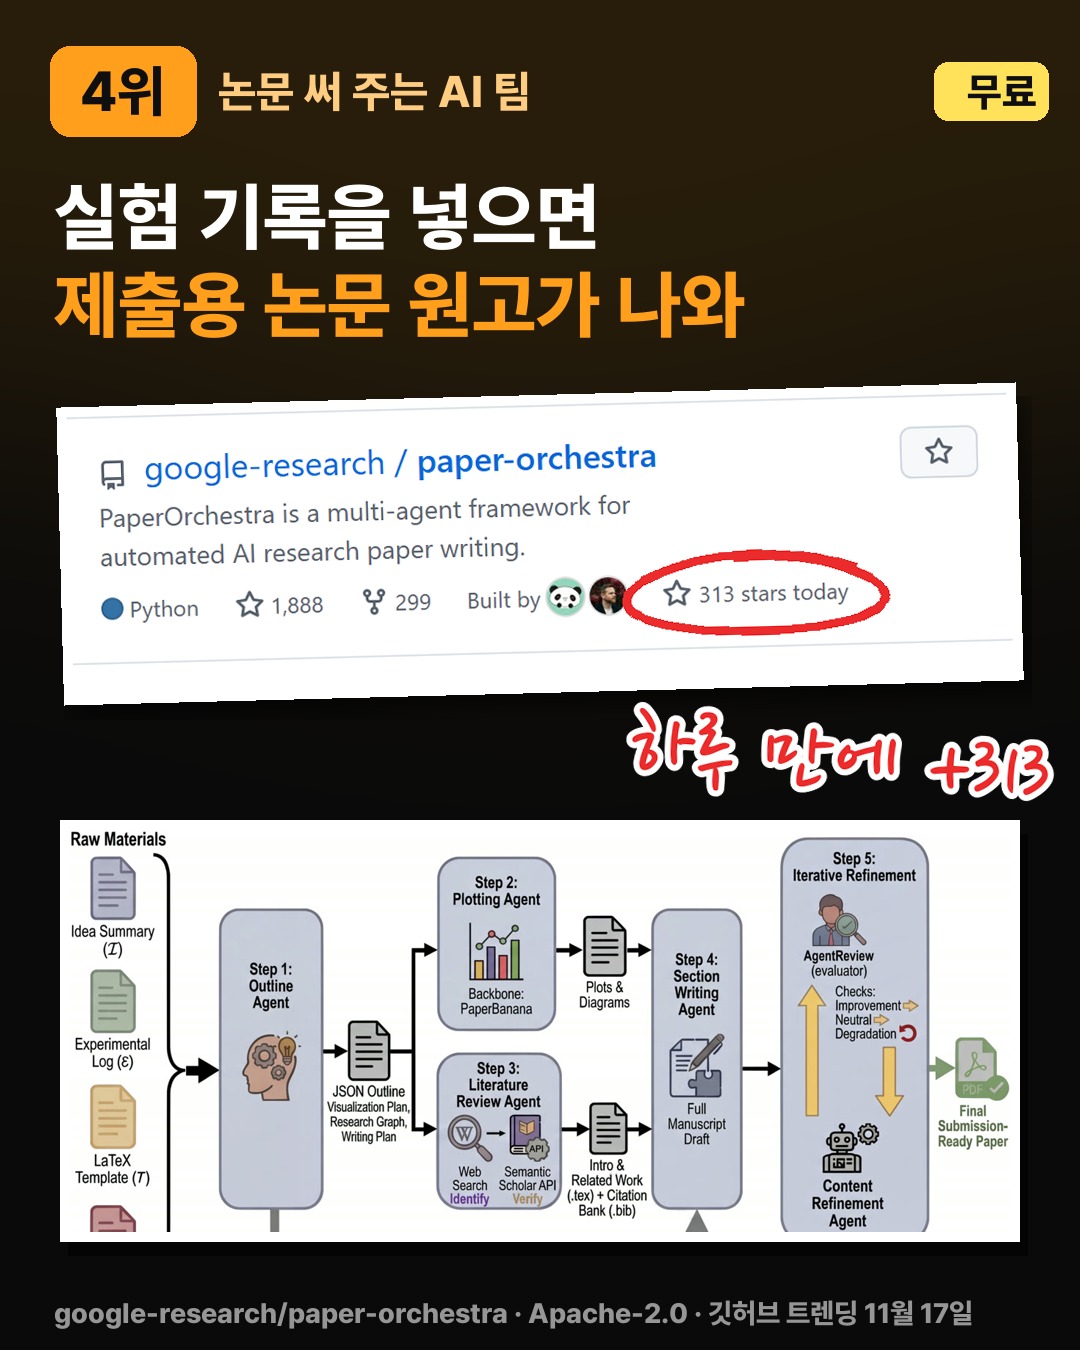 4위 논문 써 주는 AI 팀
무료
실험 기록을 넣으면
제출용 논문 원고가 나와
google-research / paper-orchestra
PaperOrchestra is a multi-agent framework for
automated AI research paper writing.
Python 1,888 299 Built by 313 stars today
하루 만에 +313
Raw Materials
Idea Summary
(I)
Experimental
Log (ε)
LaTeX
Template (T)
Step 1:
Outline
Agent
JSON Outline
Visualization Plan,
Research Graph,
Writing Plan
Step 2:
Plotting Agent
Backbone:
PaperBanana
Plots &
Diagrams
Step 3:
Literature
Review Agent
W
API
Web
Search
Identify
Semantic
Scholar API
Verify
Intro &
Related Work
(.tex) + Citation
Bank (.bib)
Step 4:
Section
Writing
Agent
Full
Manuscript
Draft
Step 5:
Iterative Refinement
AgentReview
(evaluator)
Checks:
Improvement
Neutral
Degradation
Content
Refinement
Agent
PDF
Final
Submission-
Ready Paper
google-research/paper-orchestra · Apache-2.0 · 깃허브 트렌딩 11월 17일